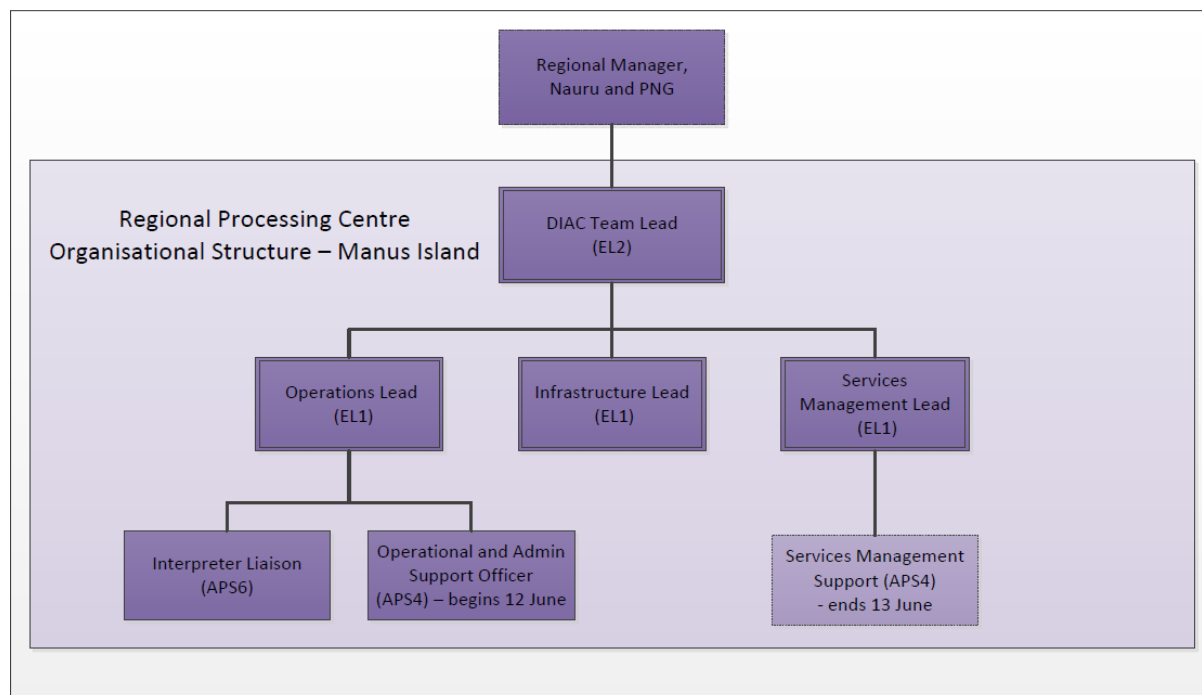 Regional Manager,
Nauru and PNG
Regional Processing Centre
Organisational Structure – Manus Island
DIAC Team Lead
(EL2)
Operations Lead
(EL1)
Infrastructure Lead
(EL1)
Services
Management Lead
(EL1)
Interpreter Liaison
(APS6)
Operational and Admin
Support Officer
(APS4) – begins 12 June
Services Management
Support (APS4)
- ends 13 June